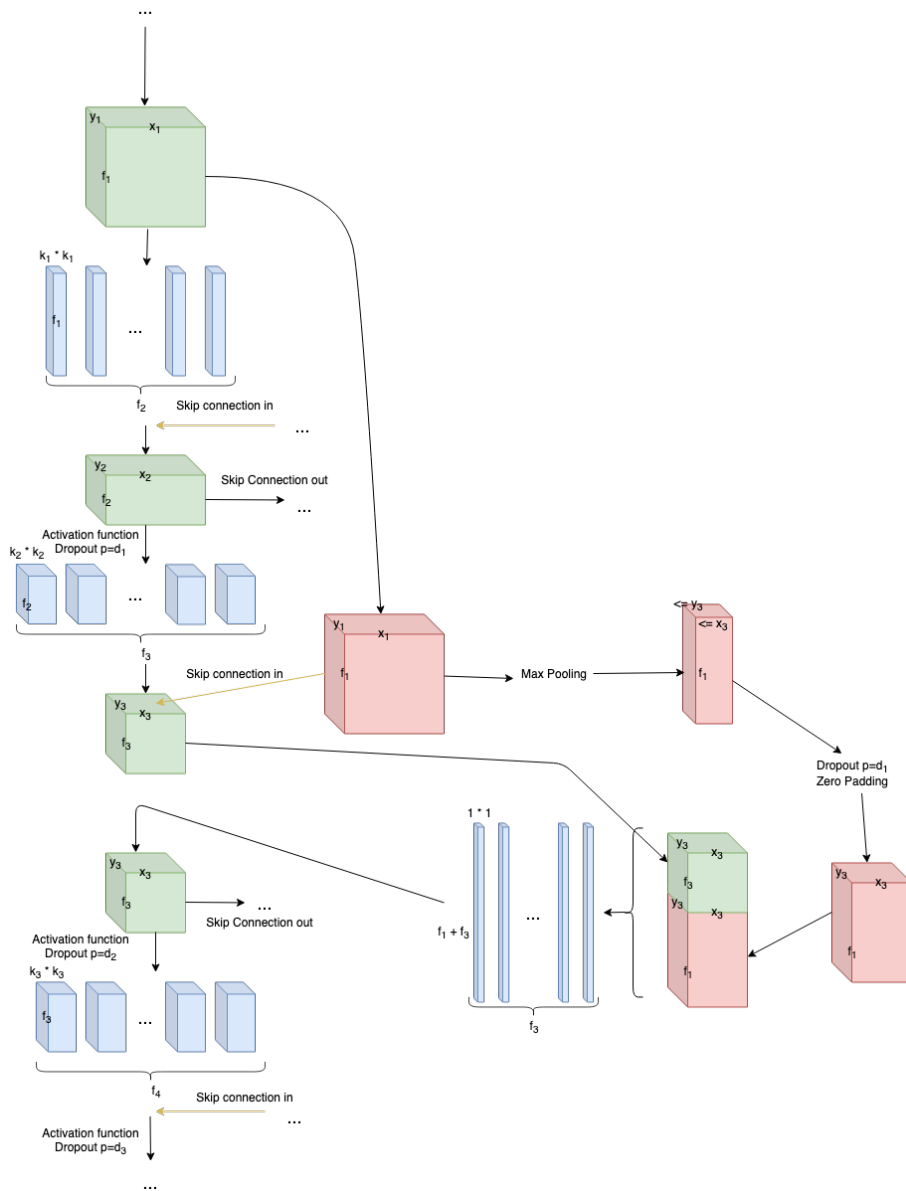 ...
y₁
x₁
f₁
k₁ * k₁
f₁
...
f₂
Skip connection in
...
y₂
x₂
f₂
Skip Connection out
...
Activation function
Dropout p=d₁
k₂ * k₂
f₂
...
f₃
Skip connection in
y₁
x₁
f₁
Max Pooling
<= y₃
<= x₃
f₁
Dropout p=d₁
Zero Padding
y₃
x₃
f₃
1 * 1
f₁ + f₃
...
f₃
y₃
x₃
f₃
y₃
x₃
f₁
y₃
x₃
f₁
y₃
x₃
f₃
...
Skip Connection out
Activation function
Dropout p=d₂
k₃ * k₃
f₃
...
f₄
Skip connection in
...
Activation function
Dropout p=d₃
...